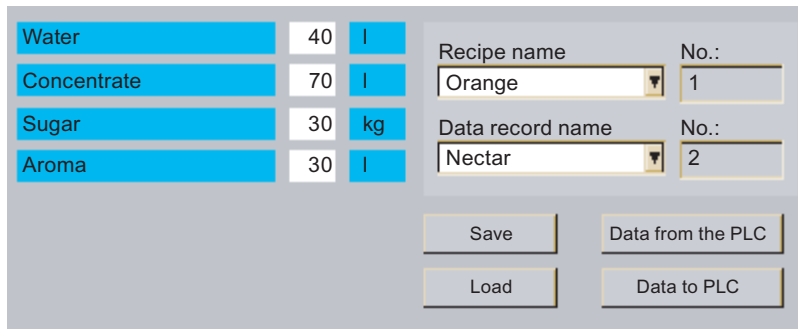 Water 40 l
Concentrate 70 l
Sugar 30 kg
Aroma 30 l
Recipe name No.:
Orange 1
Data record name No.:
Nectar 2
Save Data from the PLC
Load Data to PLC